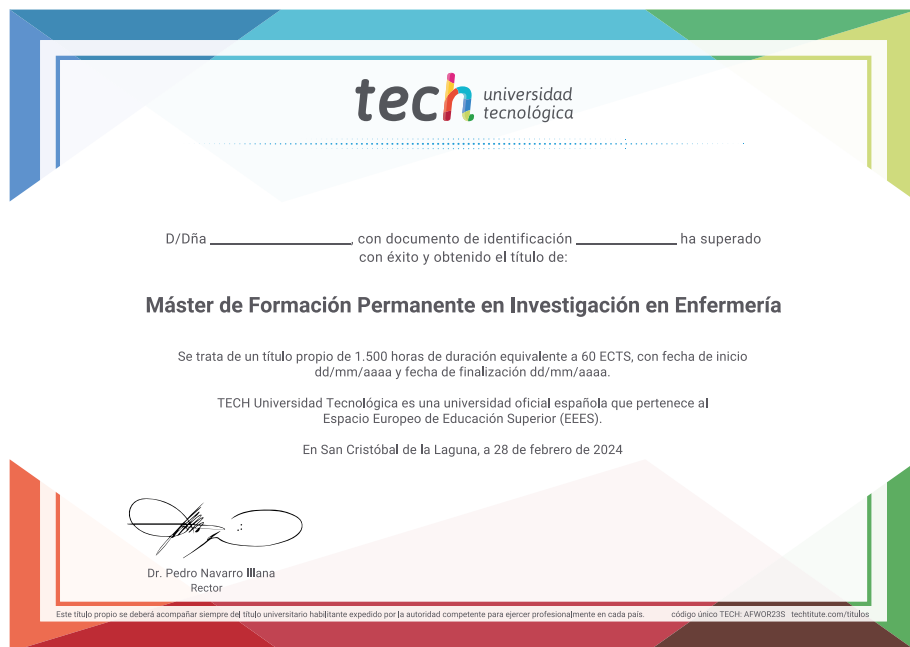 tech universidad
tecnológica
D/Dña ______________, con documento de identificación __________ ha superado
con éxito y obtenido el título de:
Máster de Formación Permanente en Investigación en Enfermería
Se trata de un título propio de 1.500 horas de duración equivalente a 60 ECTS, con fecha de inicio
dd/mm/aaaa y fecha de finalización dd/mm/aaaa.
TECH Universidad Tecnológica es una universidad oficial española que pertenece al
Espacio Europeo de Educación Superior (EEES).
En San Cristóbal de la Laguna, a 28 de febrero de 2024
Dr. Pedro Navarro Illana
Rector
Este título propio se deberá acompañar siempre del título universitario habilitante expedido por la autoridad competente para ejercer profesionalmente en cada país. código único TECH: AFWOR23S techtitute.com/titulos